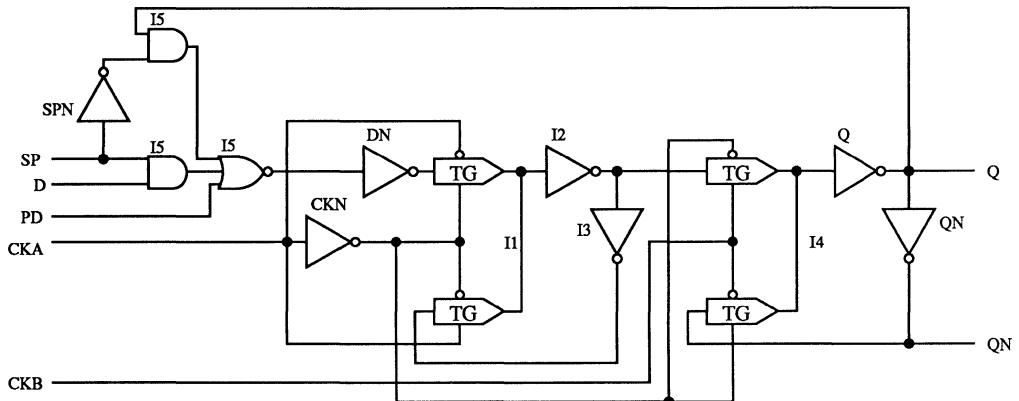 I5
SPN
I5
I5
DN
I2
Q
SP
TG
TG
Q
D
CKN
PD
I3
QN
CKA
I1
I4
TG
TG
QN
CKB